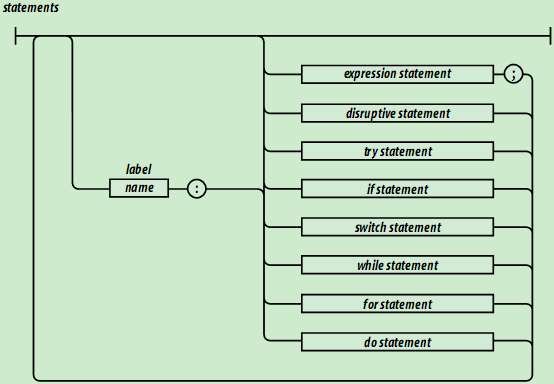 statements
expression statement ;
disruptive statement
try statement
label
name :
if statement
switch statement
while statement
for statement
do statement